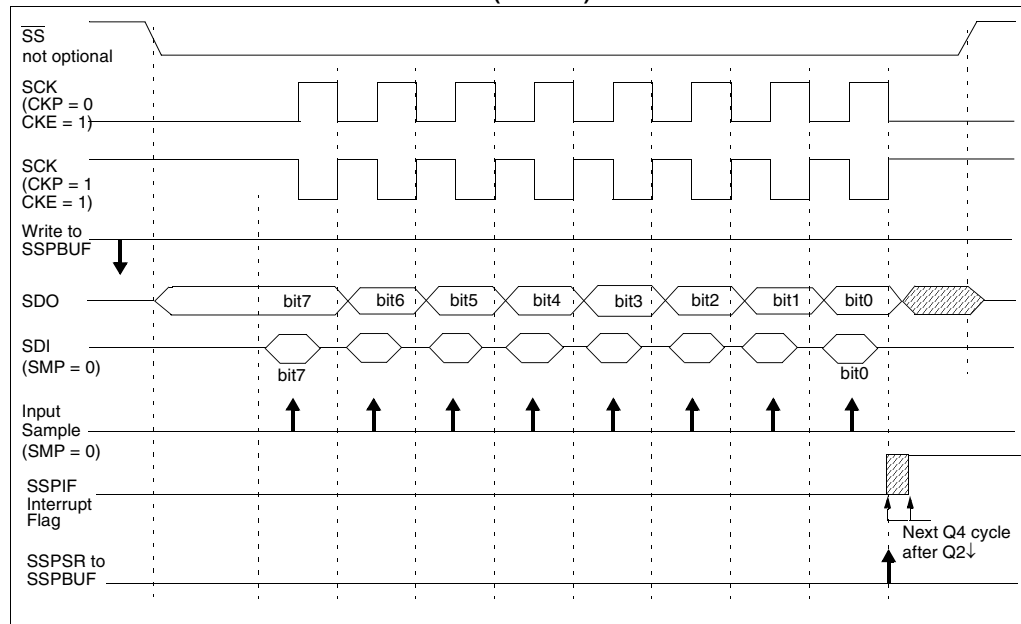 SS
not optional
SCK
(CKP = 0
CKE = 1)
SCK
(CKP = 1
CKE = 1)
Write to
SSPBUF
SDO
bit7 bit6 bit5 bit4 bit3 bit2 bit1 bit0
SDI
(SMP = 0)
bit7 bit0
Input
Sample
(SMP = 0)
SSPIF
Interrupt
Flag
Next Q4 cycle
after Q2↓
SSPSR to
SSPBUF